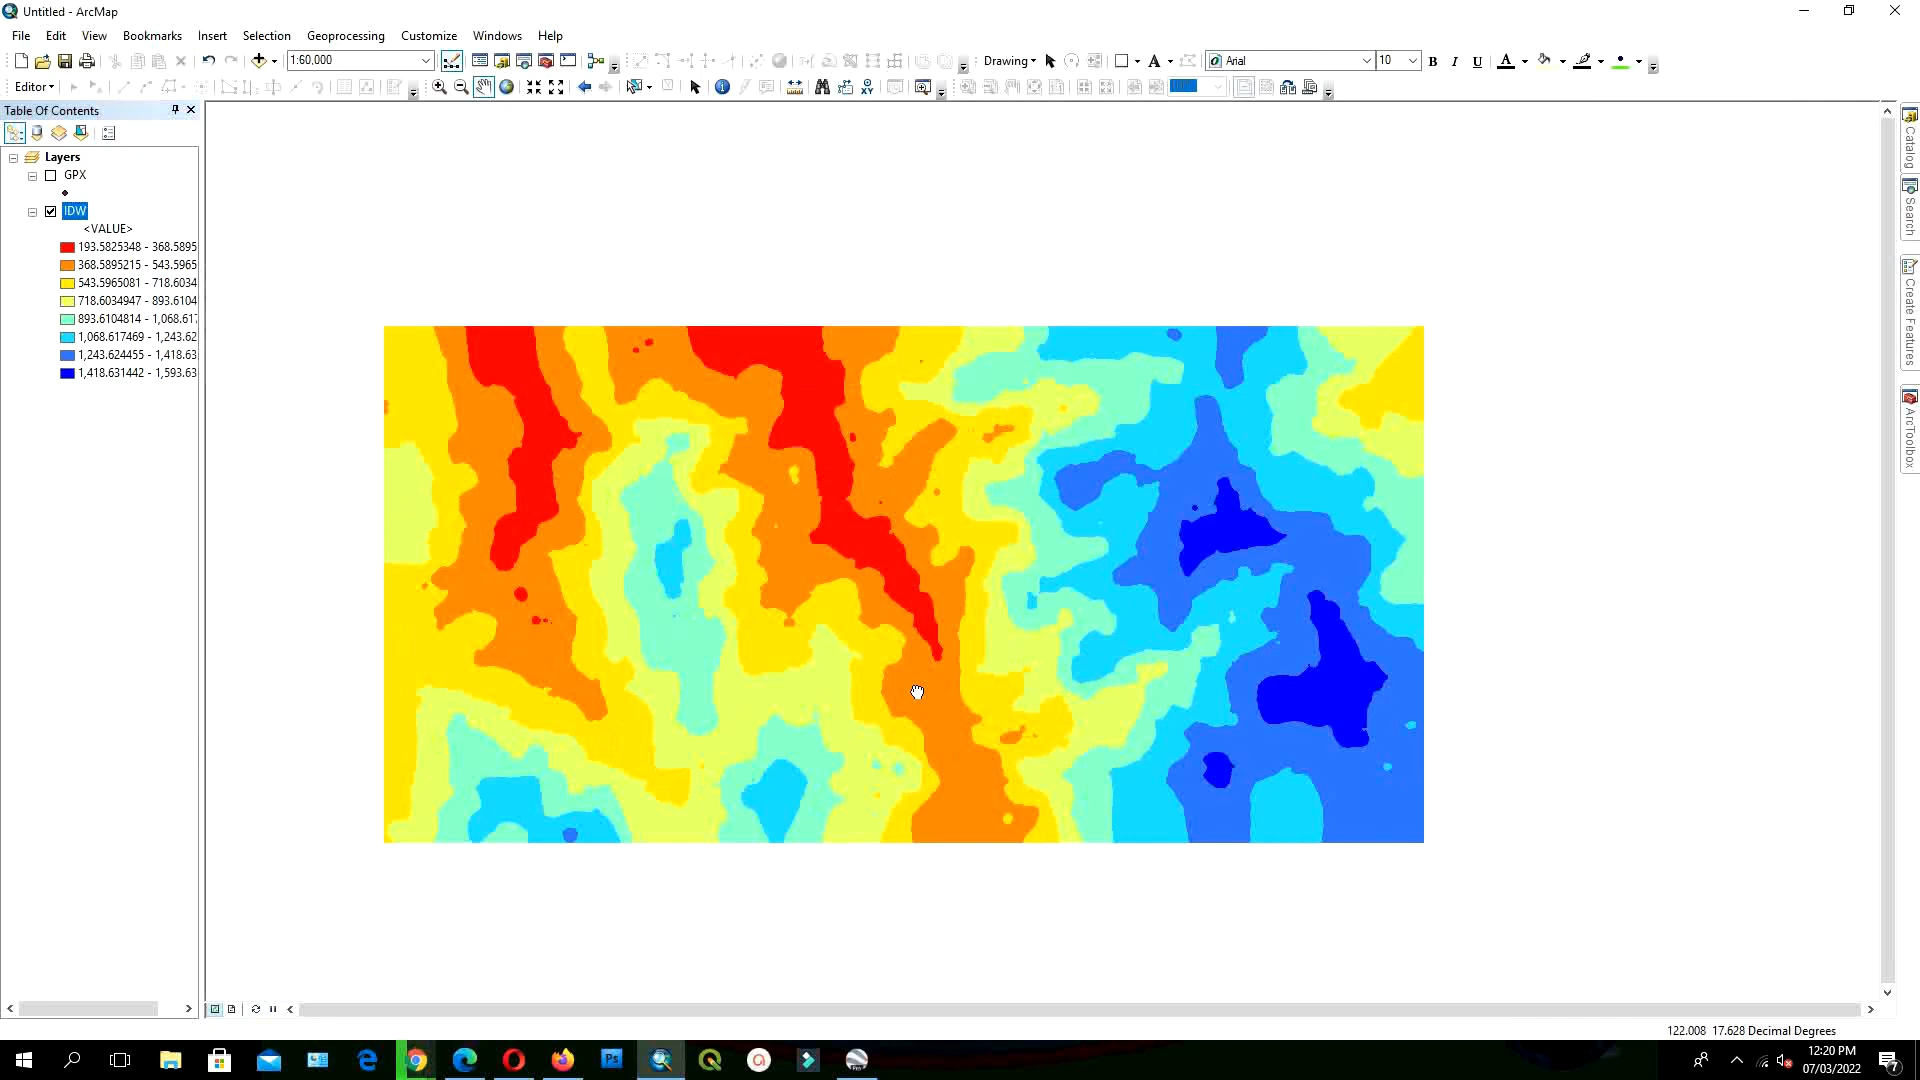 Untitled - ArcMap
File Edit View Bookmarks Insert Selection Geoprocessing Customize Windows Help
1:60,000 Drawing Arial 10 B I U A
Editor
Table Of Contents
Layers
GPX
IDW
<VALUE>
193.5825348 - 368.5895
368.5895215 - 543.5965
543.5965081 - 718.6034
718.6034947 - 893.6104
893.6104814 - 1,068.61
1,068.617469 - 1,243.62
1,243.624455 - 1,418.63
1,418.631442 - 1,593.63
Catalog
Search
Create Features
ArcToolbox
122.008 17.628 Decimal Degrees
Ps
12:20 PM
07/03/2022
7